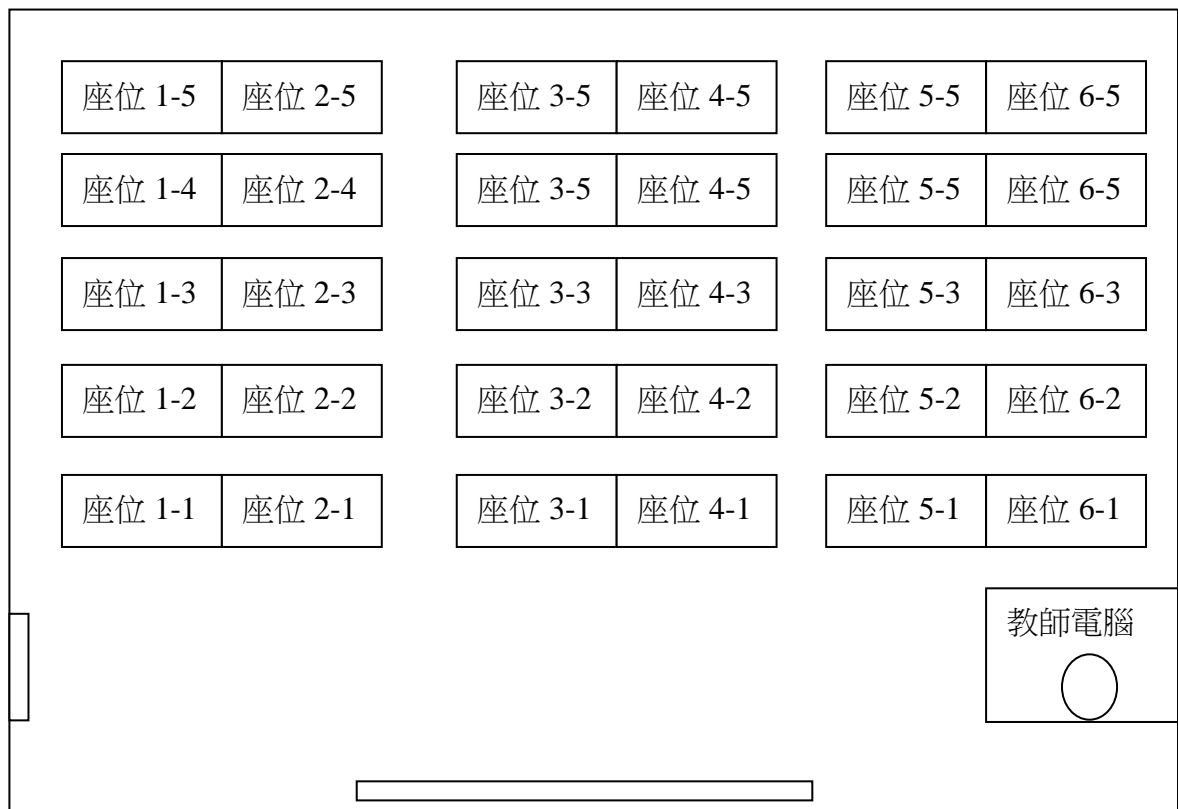 座位 1-5 座位 2-5 座位 3-5 座位 4-5 座位 5-5 座位 6-5
座位 1-4 座位 2-4 座位 3-5 座位 4-5 座位 5-5 座位 6-5
座位 1-3 座位 2-3 座位 3-3 座位 4-3 座位 5-3 座位 6-3
座位 1-2 座位 2-2 座位 3-2 座位 4-2 座位 5-2 座位 6-2
座位 1-1 座位 2-1 座位 3-1 座位 4-1 座位 5-1 座位 6-1
教師電腦